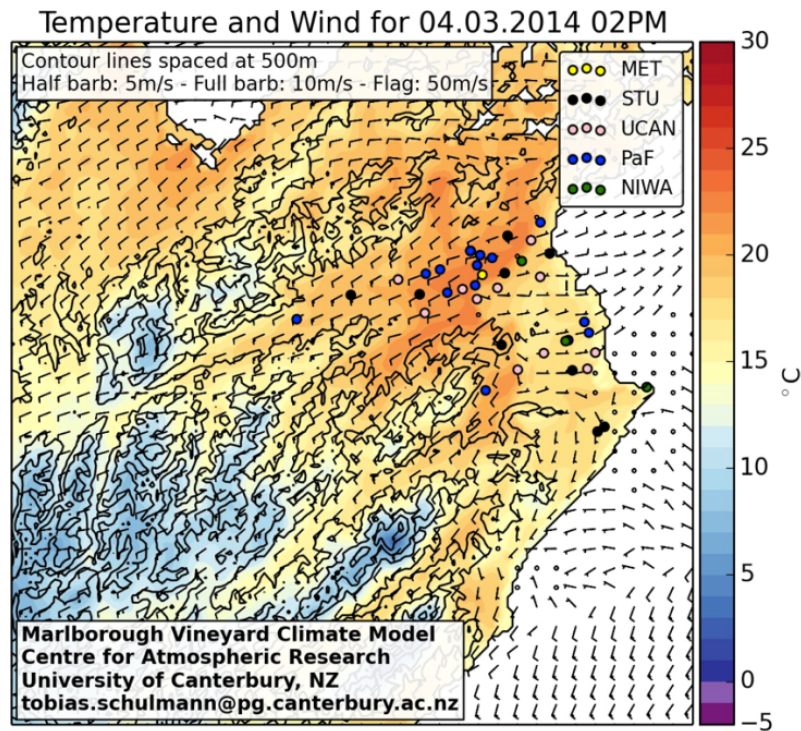 Temperature and Wind for 04.03.2014 02PM
Contour lines spaced at 500m
Half barb: 5m/s - Full barb: 10m/s - Flag: 50m/s
MET
STU
UCAN
PaF
NIWA
30
25
20
15
10
5
0
−5
°C
Marlborough Vineyard Climate Model
Centre for Atmospheric Research
University of Canterbury, NZ
tobias.schulmann@pg.canterbury.ac.nz